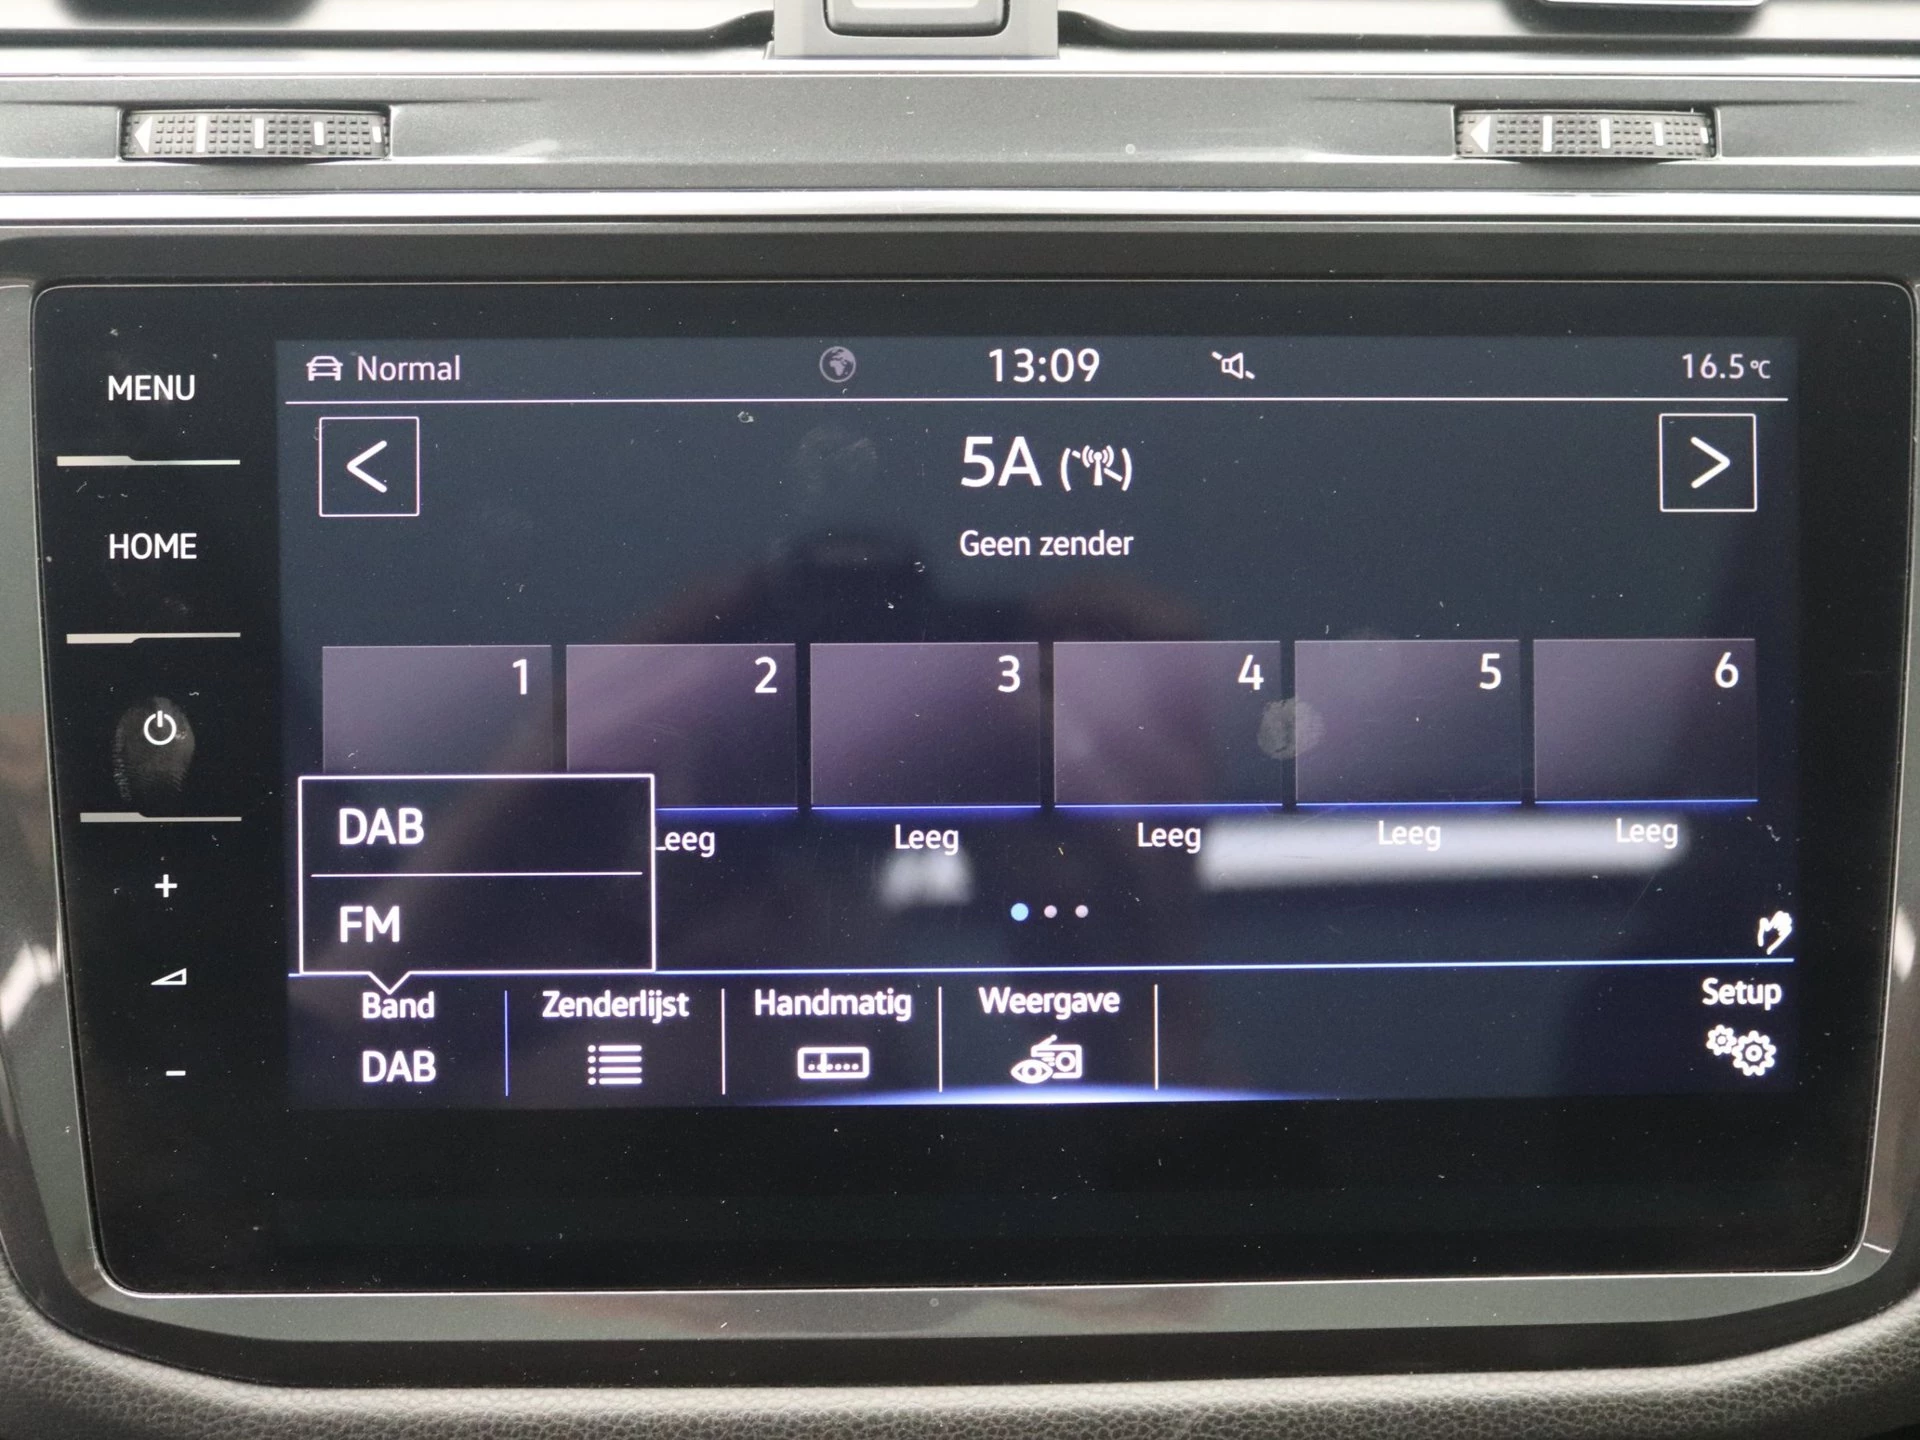 MENU
HOME
+
-
Normal
13:09
16.5 °C
<
5A
>
Geen zender
1 2 3 4 5 6
Leeg Leeg Leeg Leeg Leeg
DAB
FM
Band Zenderlijst Handmatig Weergave Setup
DAB